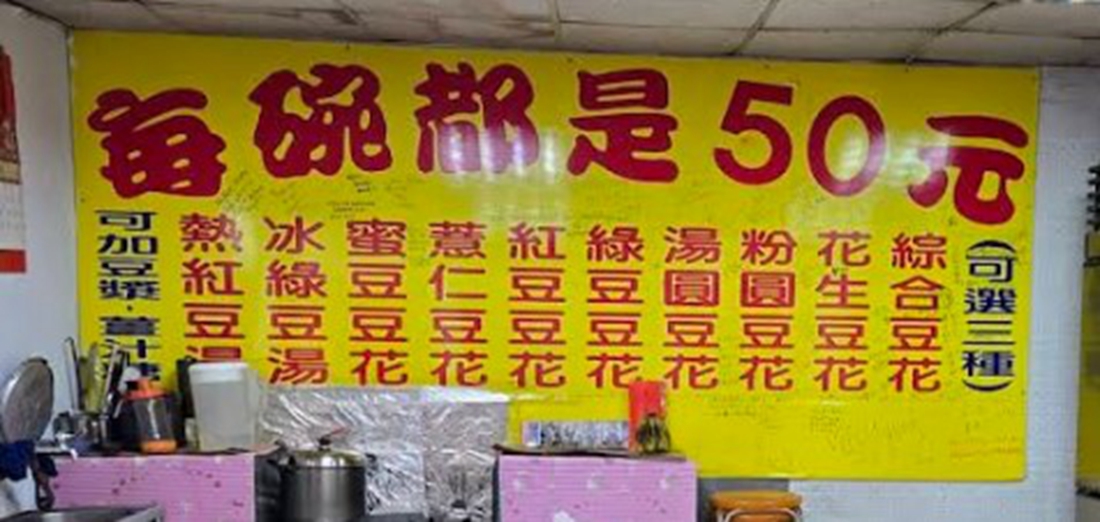 每碗都是50元
綜合豆花
(可選三種)
花生豆花
粉圓豆花
湯圓豆花
綠豆豆花
紅豆豆花
薏仁豆花
蜜豆豆花
冰綠豆湯
熱紅豆湯
可加豆漿·薑汁